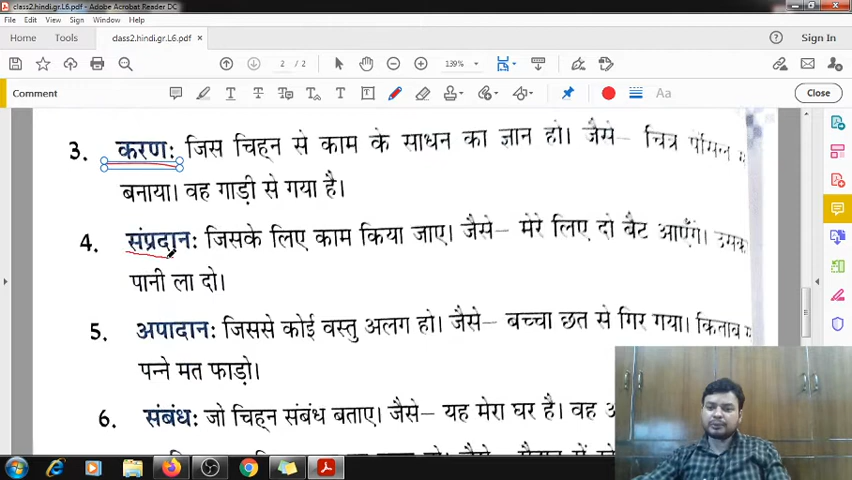 class2.hindi.gr.L6.pdf - Adobe Acrobat Reader DC
File Edit View Sign Window Help
Home Tools class2.hindi.gr.L6.pdf × Sign In
2 / 2 139%
Comment Aa Close
3. करण: जिस चिह्न से काम के साधन का ज्ञान हो। जैसे– चित्र पेंसिल
बनाया। वह गाड़ी से गया है।
4. संप्रदान: जिसके लिए काम किया जाए। जैसे– मेरे लिए दो बैट आएँगे।
पानी ला दो।
5. अपादान: जिससे कोई वस्तु अलग हो। जैसे– बच्चा छत से गिर गया। किताब
पन्ने मत फाड़ो।
6. संबंध: जो चिह्न संबंध बताए। जैसे– यह मेरा घर है। वह